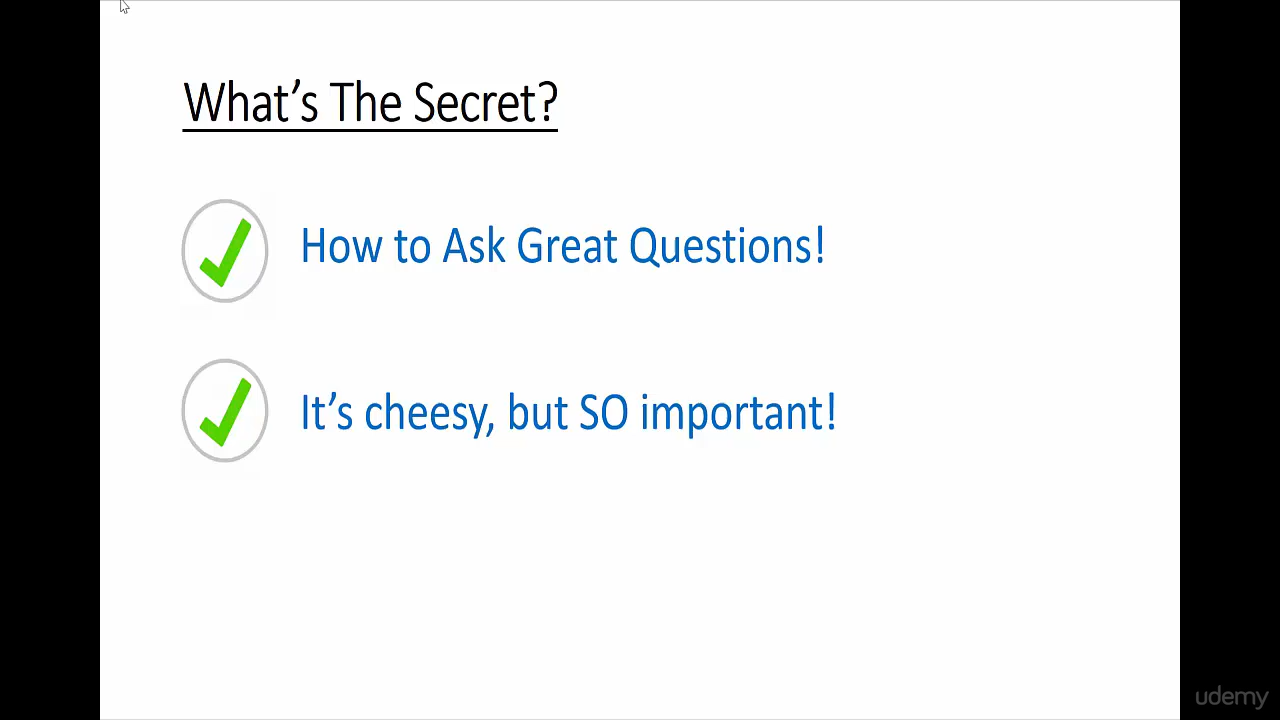 What's The Secret?
How to Ask Great Questions!
It's cheesy, but SO important!
udemy